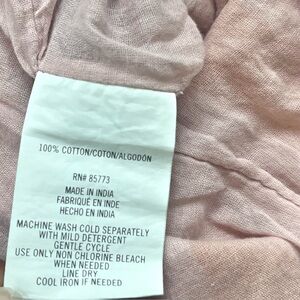 100% COTTON/COTON/ALGODÓN
RN# 85773
MADE IN INDIA
FABRIQUÉ EN INDE
HECHO EN INDIA
MACHINE WASH COLD SEPARATELY
WITH MILD DETERGENT
GENTLE CYCLE
USE ONLY NON CHLORINE BLEACH
WHEN NEEDED
LINE DRY
COOL IRON IF NEEDED